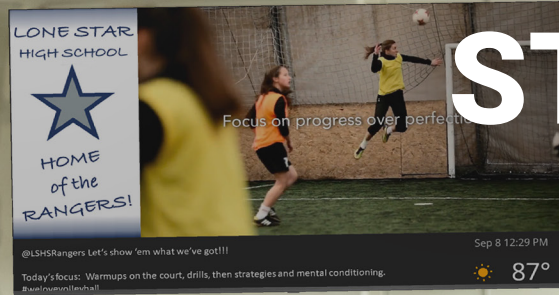 LONE STAR
HIGH SCHOOL
HOME
of the
RANGERS!
Focus on progress over perfectio
ST
@LSHSRangers Let's show 'em what we've got!!!
Today's focus: Warmups on the court, drills, then strategies and mental conditioning.
#welovevolleyball
Sep 8 12:29 PM
87°